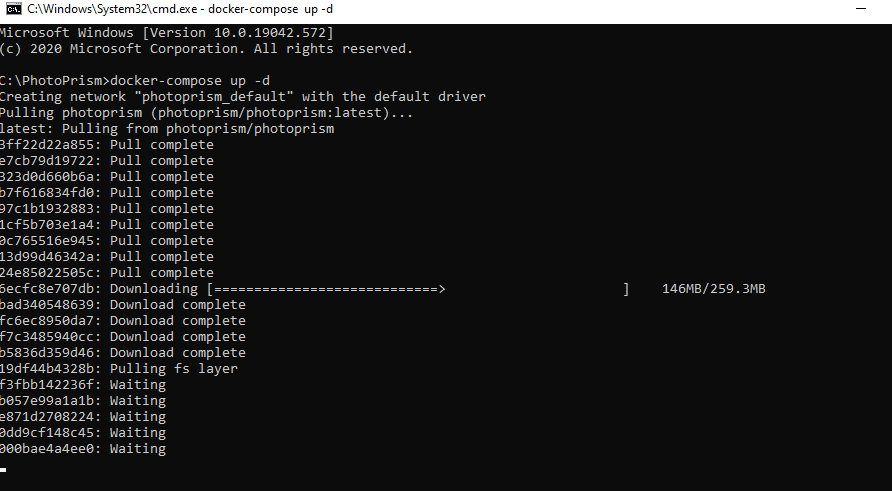 C:\Windows\System32\cmd.exe - docker-compose up -d
Microsoft Windows [Version 10.0.19042.572]
(c) 2020 Microsoft Corporation. All rights reserved.
C:\PhotoPrism>docker-compose up -d
Creating network "photoprism_default" with the default driver
Pulling photoprism (photoprism/photoprism:latest)...
latest: Pulling from photoprism/photoprism
3ff22d22a855: Pull complete
e7cb79d19722: Pull complete
323d0d660b6a: Pull complete
b7f616834fd0: Pull complete
97c1b1932883: Pull complete
1cf5b703e1a4: Pull complete
0c765516e945: Pull complete
13d99d46342a: Pull complete
24e85022505c: Pull complete
6ecfc8e707db: Downloading [============================> ] 146MB/259.3MB
bad340548639: Download complete
fc6ec8950da7: Download complete
f7c3485940cc: Download complete
b5836d359d46: Download complete
19df44b4328b: Pulling fs layer
f3fbb142236f: Waiting
b057e99a1a1b: Waiting
e871d2708224: Waiting
0dd9cf148c45: Waiting
000bae4a4ee0: Waiting